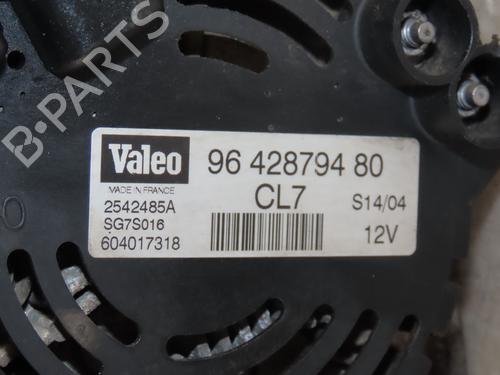 B-PARTS
Valeo
96 428794 80
MADE IN FRANCE
CL7
S14/04
2542485A
SG7S016
12V
604017318